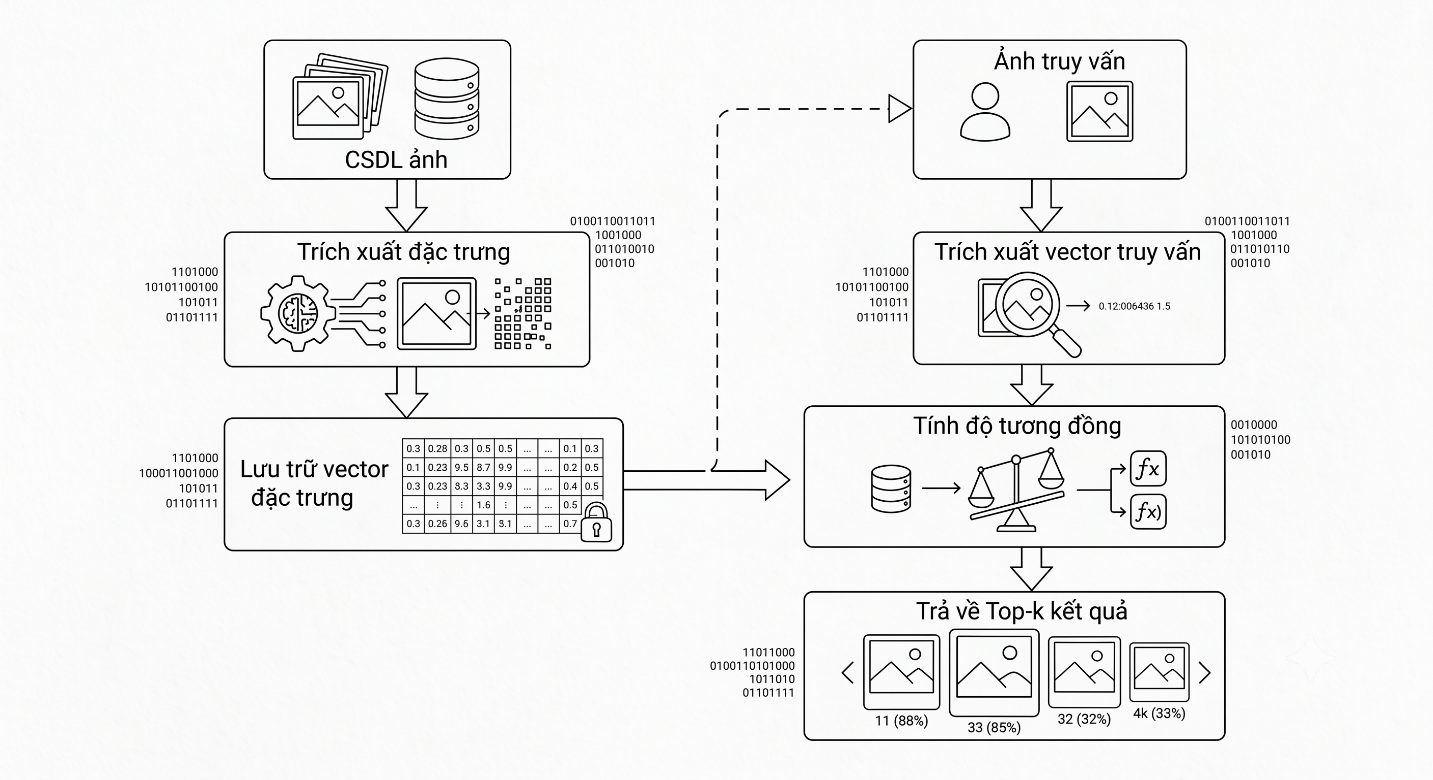 CSDL ảnh
Trích xuất đặc trưng
0100110011011
1001000
011010010
001010
1101000
10101100100
101011
01101111
Lưu trữ vector
đặc trưng
1101000
100011001000
101011
01101111
0.3 0.28 0.3 0.5 0.5 ... ... 0.1 0.3
0.1 0.23 9.5 8.7 9.9 ... ... 0.2 0.5
0.3 0.23 8.3 3.3 9.9 ... ... 0.4 0.5
... ⋮ ⋮ 1.6 ⋮ ... ... 0.5
0.3 0.26 9.6 3.1 3.1 ... ... 0.7
Ảnh truy vấn
Trích xuất vector truy vấn
0100110011011
1001000
011010110
001010
1101000
10101100100
101011
01101111
0.12:006436 1.5
Tính độ tương đồng
0010000
101010100
001010
fx
fx)
Trả về Top-k kết quả
11011000
0100110101000
1011010
01101111
11 (88%)
33 (85%)
32 (32%)
4k (33%)